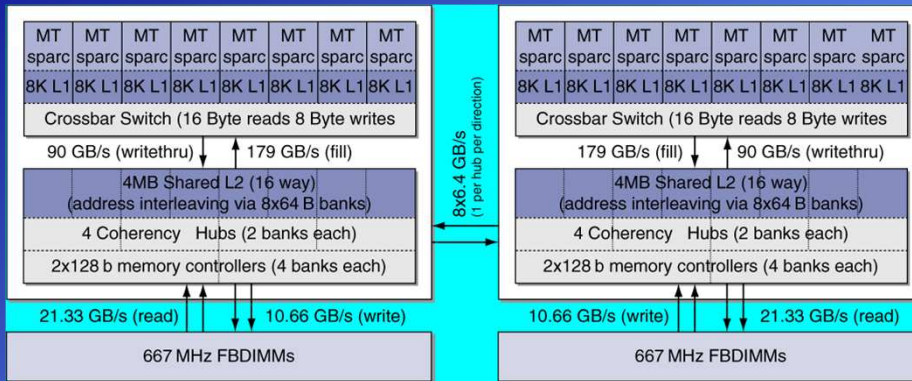 MT MT MT MT MT MT MT MT
sparc sparc sparc sparc sparc sparc sparc sparc
8K L1 8K L1 8K L1 8K L1 8K L1 8K L1 8K L1 8K L1
Crossbar Switch (16 Byte reads 8 Byte writes
90 GB/s (writethru) 179 GB/s (fill)
4MB Shared L2 (16 way)
(address interleaving via 8x64 B banks)
4 Coherency Hubs (2 banks each)
2x128 b memory controllers (4 banks each)
21.33 GB/s (read) 10.66 GB/s (write)
667 MHz FBDIMMs
8x6.4 GB/s
(1 per hub per direction)
MT MT MT MT MT MT MT MT
sparc sparc sparc sparc sparc sparc sparc sparc
8K L1 8K L1 8K L1 8K L1 8K L1 8K L1 8K L1 8K L1
Crossbar Switch (16 Byte reads 8 Byte writes
179 GB/s (fill) 90 GB/s (writethru)
4MB Shared L2 (16 way)
(address interleaving via 8x64 B banks)
4 Coherency Hubs (2 banks each)
2x128 b memory controllers (4 banks each)
10.66 GB/s (write) 21.33 GB/s (read)
667 MHz FBDIMMs